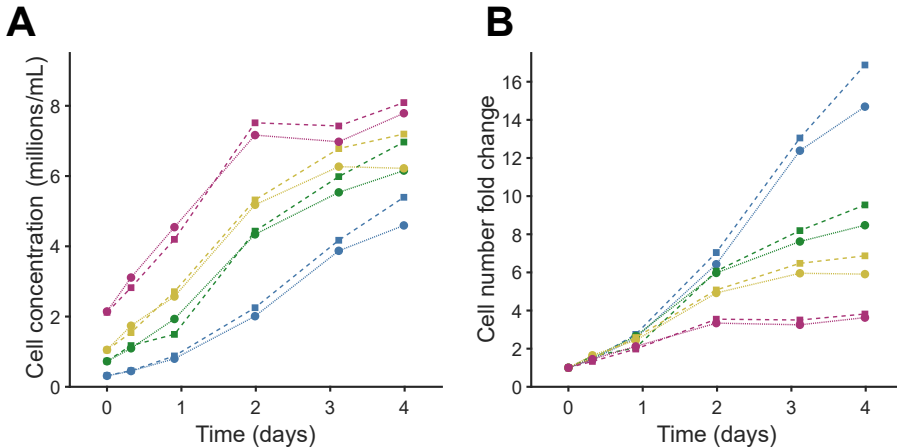 A
B
Cell concentration (millions/mL)
8
6
4
2
0
0 1 2 3 4
Time (days)
Cell number fold change
16
14
12
10
8
6
4
2
0
0 1 2 3 4
Time (days)